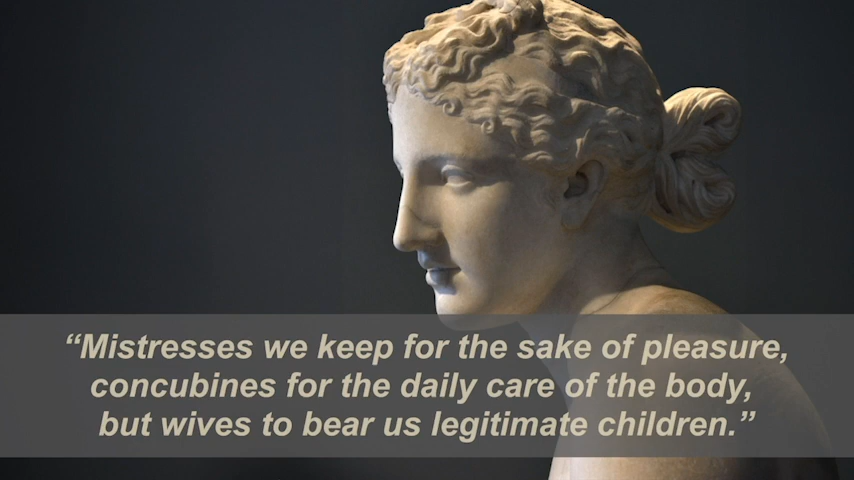 “Mistresses we keep for the sake of pleasure,
concubines for the daily care of the body,
but wives to bear us legitimate children.”